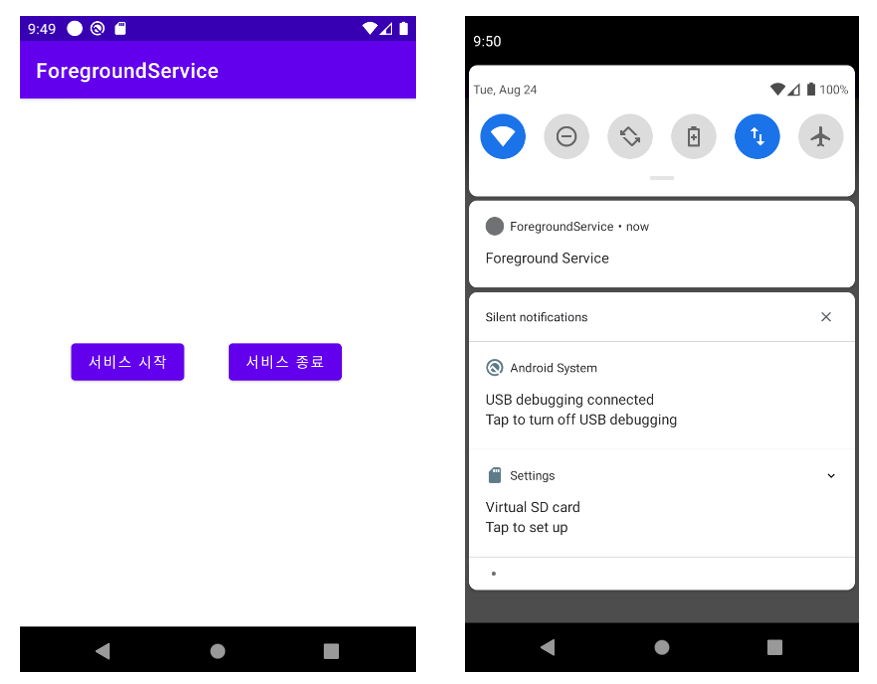 9:49
ForegroundService
서비스 시작
서비스 종료
9:50
Tue, Aug 24
100%
ForegroundService • now
Foreground Service
Silent notifications
Android System
USB debugging connected
Tap to turn off USB debugging
Settings
Virtual SD card
Tap to set up